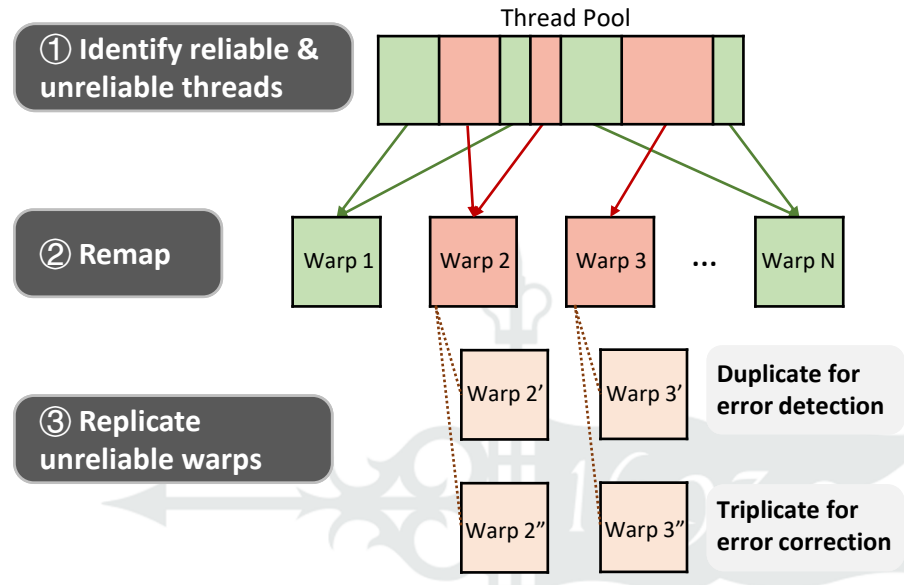 Thread Pool
① Identify reliable &
unreliable threads
② Remap
Warp 1
Warp 2
Warp 3
...
Warp N
③ Replicate
unreliable warps
Warp 2'
Warp 3'
Duplicate for
error detection
Warp 2"
Warp 3"
Triplicate for
error correction
1697